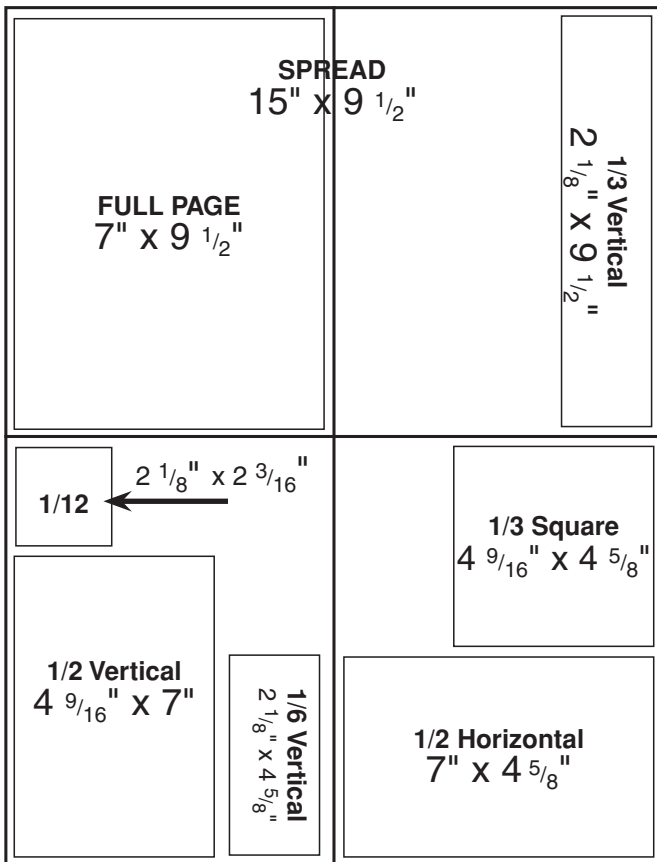 SPREAD
15" x 9 1/2"
FULL PAGE
7" x 9 1/2"
1/3 Vertical
2 1/8" x 9 1/2"
1/12
2 1/8" x 2 3/16"
1/3 Square
4 9/16" x 4 5/8"
1/2 Vertical
4 9/16" x 7"
1/6 Vertical
2 1/8" x 4 5/8"
1/2 Horizontal
7" x 4 5/8"